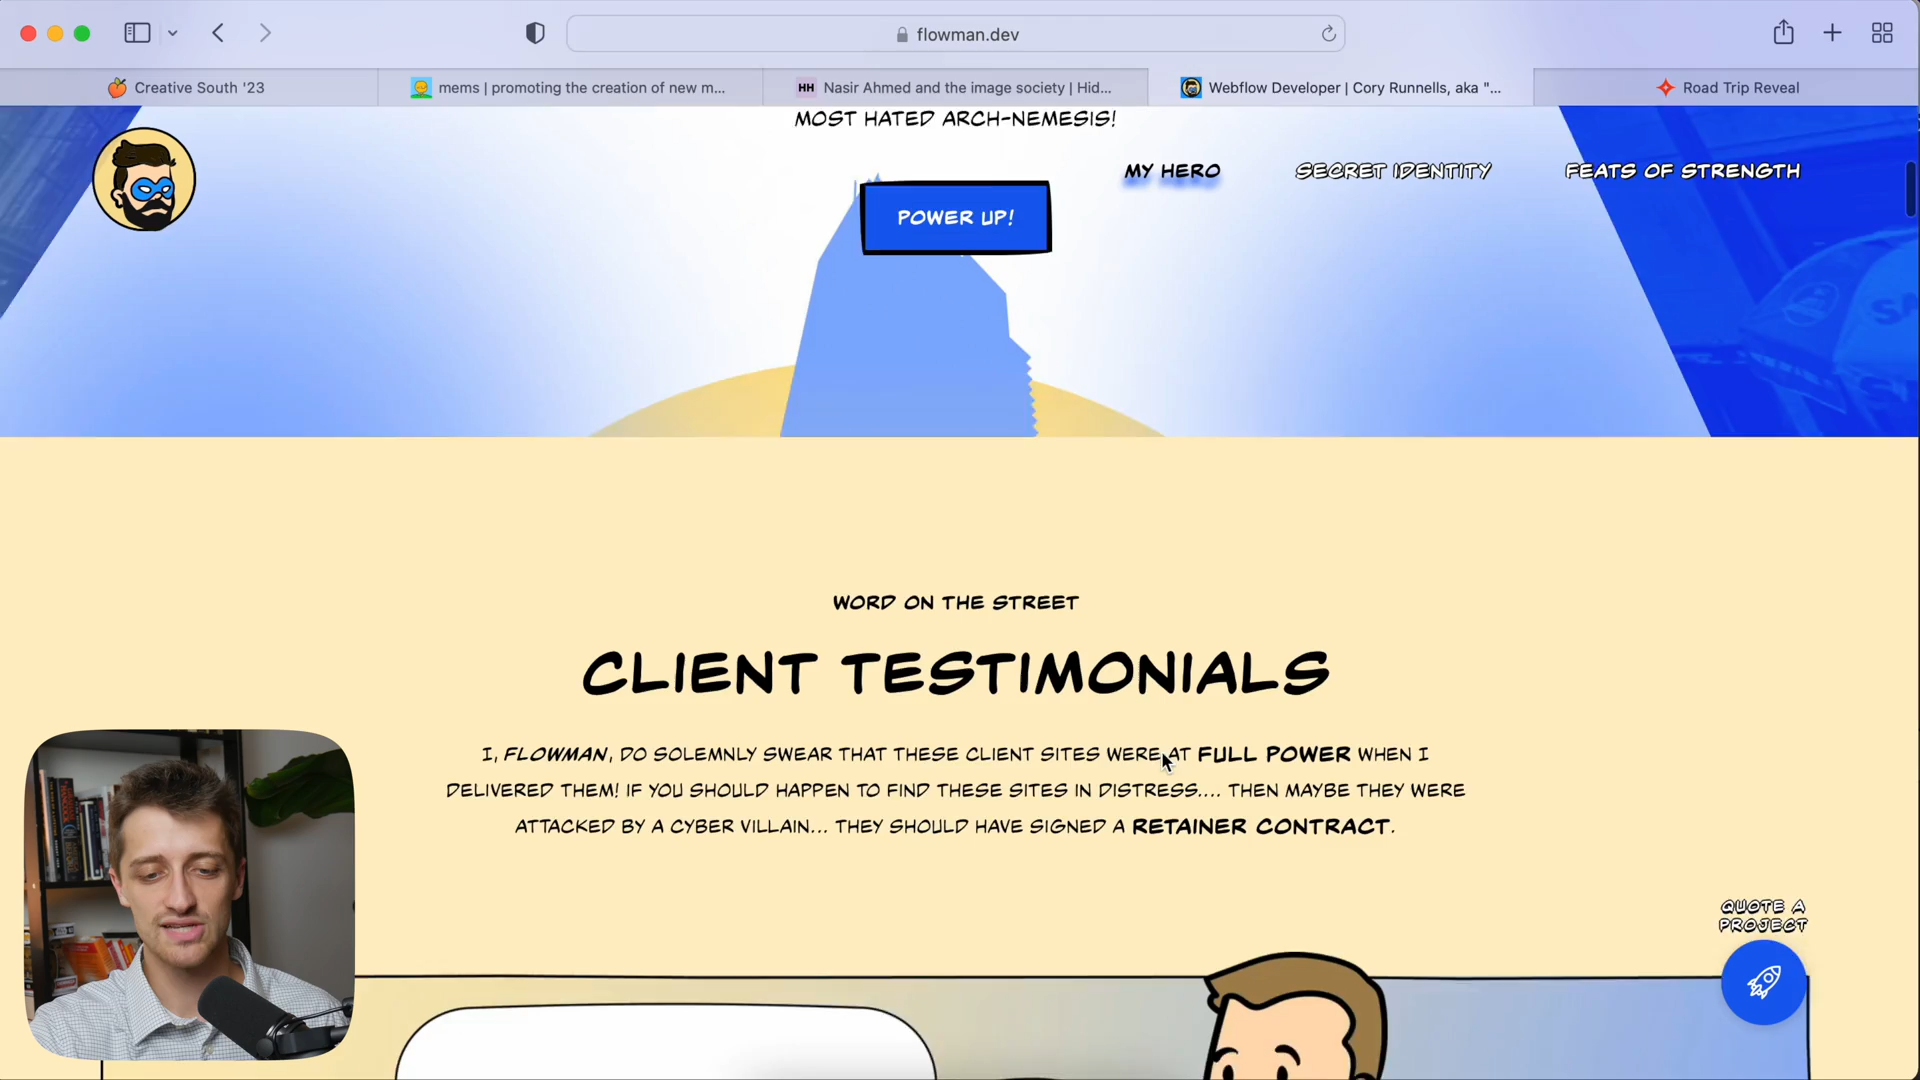 flowman.dev
Creative South '23
mems | promoting the creation of new m...
HH Nasir Ahmed and the image society | Hid...
Webflow Developer | Cory Runnells, aka "...
Road Trip Reveal
MOST HATED ARCH-NEMESIS!
MY HERO
SECRET IDENTITY
FEATS OF STRENGTH
POWER UP!
WORD ON THE STREET
CLIENT TESTIMONIALS
I, FLOWMAN, DO SOLEMNLY SWEAR THAT THESE CLIENT SITES WERE AT FULL POWER WHEN I
DELIVERED THEM! IF YOU SHOULD HAPPEN TO FIND THESE SITES IN DISTRESS.... THEN MAYBE THEY WERE
ATTACKED BY A CYBER VILLAIN... THEY SHOULD HAVE SIGNED A RETAINER CONTRACT.
QUOTE A
PROJECT